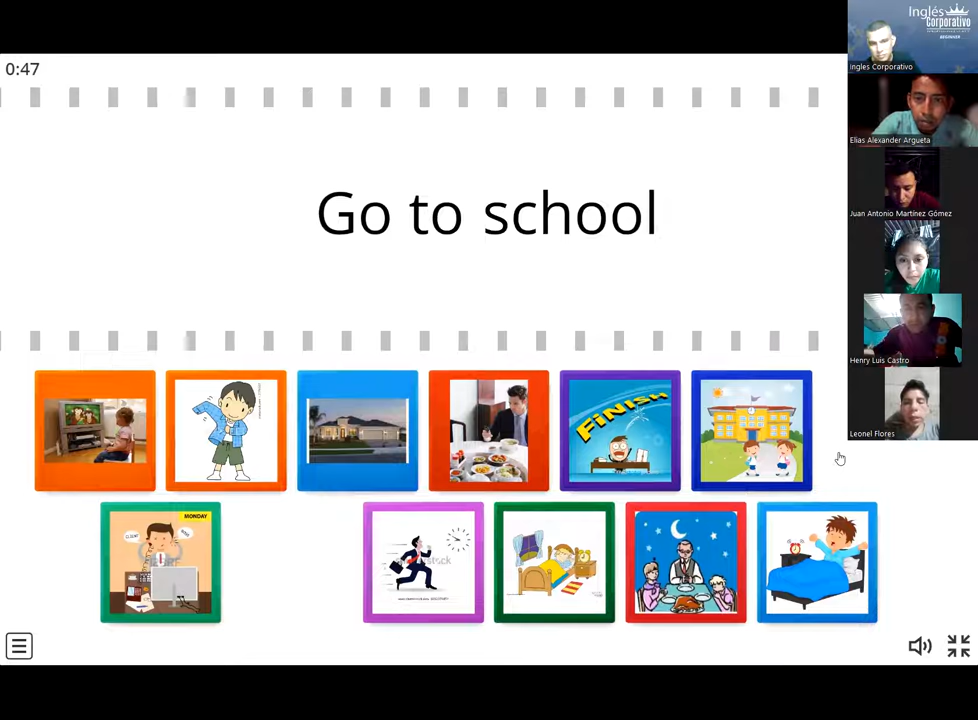 0:47
Go to school
FiNiSH
MONDAY
Inglés
Corporativo
BEGINNER
Ingles Corporativo
Elias Alexander Argueta
Juan Antonio Martínez Gómez
Henry Luis Castro
Leonel Flores